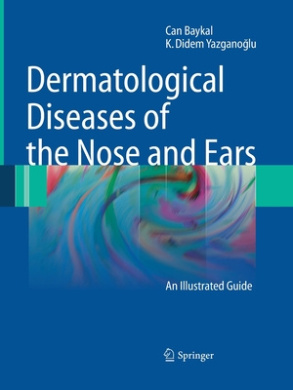 Can Baykal
K. Didem Yazganoğlu
Dermatological
Diseases of
the Nose and Ears
An Illustrated Guide
Springer